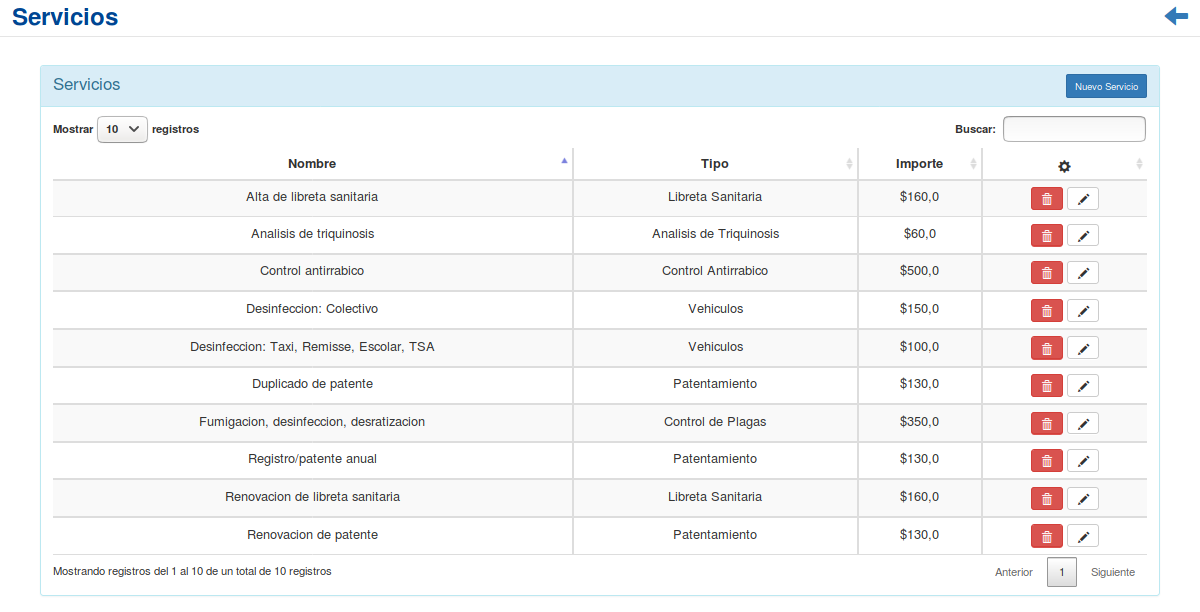 Servicios
Servicios
Nuevo Servicio
Mostrar 10 registros
Buscar:
Nombre Tipo Importe
Alta de libreta sanitaria Libreta Sanitaria $160,0
Analisis de triquinosis Analisis de Triquinosis $60,0
Control antirrabico Control Antirrabico $500,0
Desinfeccion: Colectivo Vehiculos $150,0
Desinfeccion: Taxi, Remisse, Escolar, TSA Vehiculos $100,0
Duplicado de patente Patentamiento $130,0
Fumigacion, desinfeccion, desratizacion Control de Plagas $350,0
Registro/patente anual Patentamiento $130,0
Renovacion de libreta sanitaria Libreta Sanitaria $160,0
Renovacion de patente Patentamiento $130,0
Mostrando registros del 1 al 10 de un total de 10 registros
Anterior 1 Siguiente